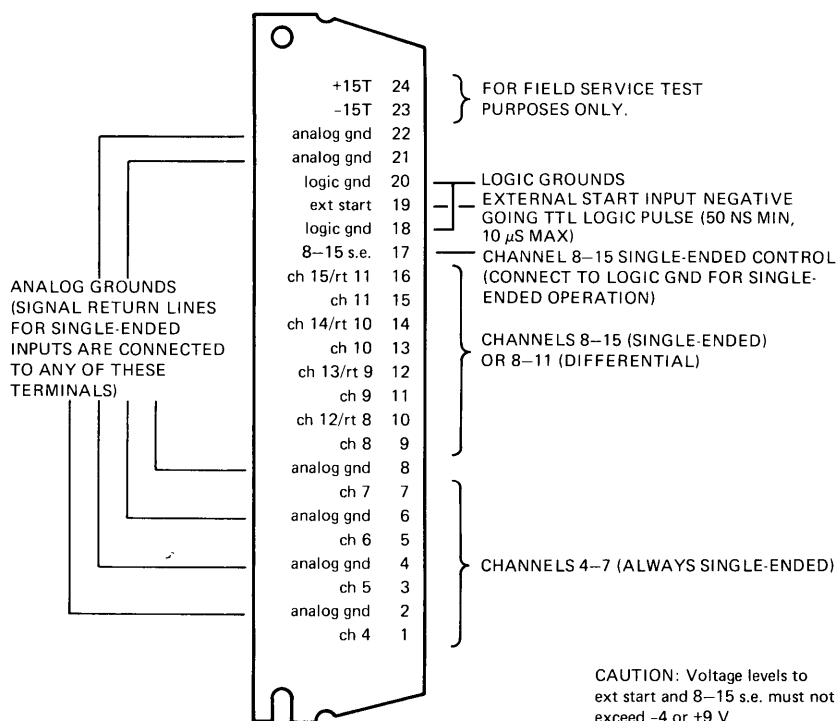 +15T 24
-15T 23
analog gnd 22
analog gnd 21
logic gnd 20
ext start 19
logic gnd 18
8–15 s.e. 17
ch 15/rt 11 16
ch 11 15
ch 14/rt 10 14
ch 10 13
ch 13/rt 9 12
ch 9 11
ch 12/rt 8 10
ch 8 9
analog gnd 8
ch 7 7
analog gnd 6
ch 6 5
analog gnd 4
ch 5 3
analog gnd 2
ch 4 1
ANALOG GROUNDS
(SIGNAL RETURN LINES
FOR SINGLE-ENDED
INPUTS ARE CONNECTED
TO ANY OF THESE
TERMINALS)
FOR FIELD SERVICE TEST
PURPOSES ONLY.
LOGIC GROUNDS
EXTERNAL START INPUT NEGATIVE
GOING TTL LOGIC PULSE (50 NS MIN,
10 μS MAX)
CHANNEL 8–15 SINGLE-ENDED CONTROL
(CONNECT TO LOGIC GND FOR SINGLE-
ENDED OPERATION)
CHANNELS 8–15 (SINGLE-ENDED)
OR 8–11 (DIFFERENTIAL)
CHANNELS 4–7 (ALWAYS SINGLE-ENDED)
CAUTION: Voltage levels to
ext start and 8–15 s.e. must not
exceed -4 or +9 V